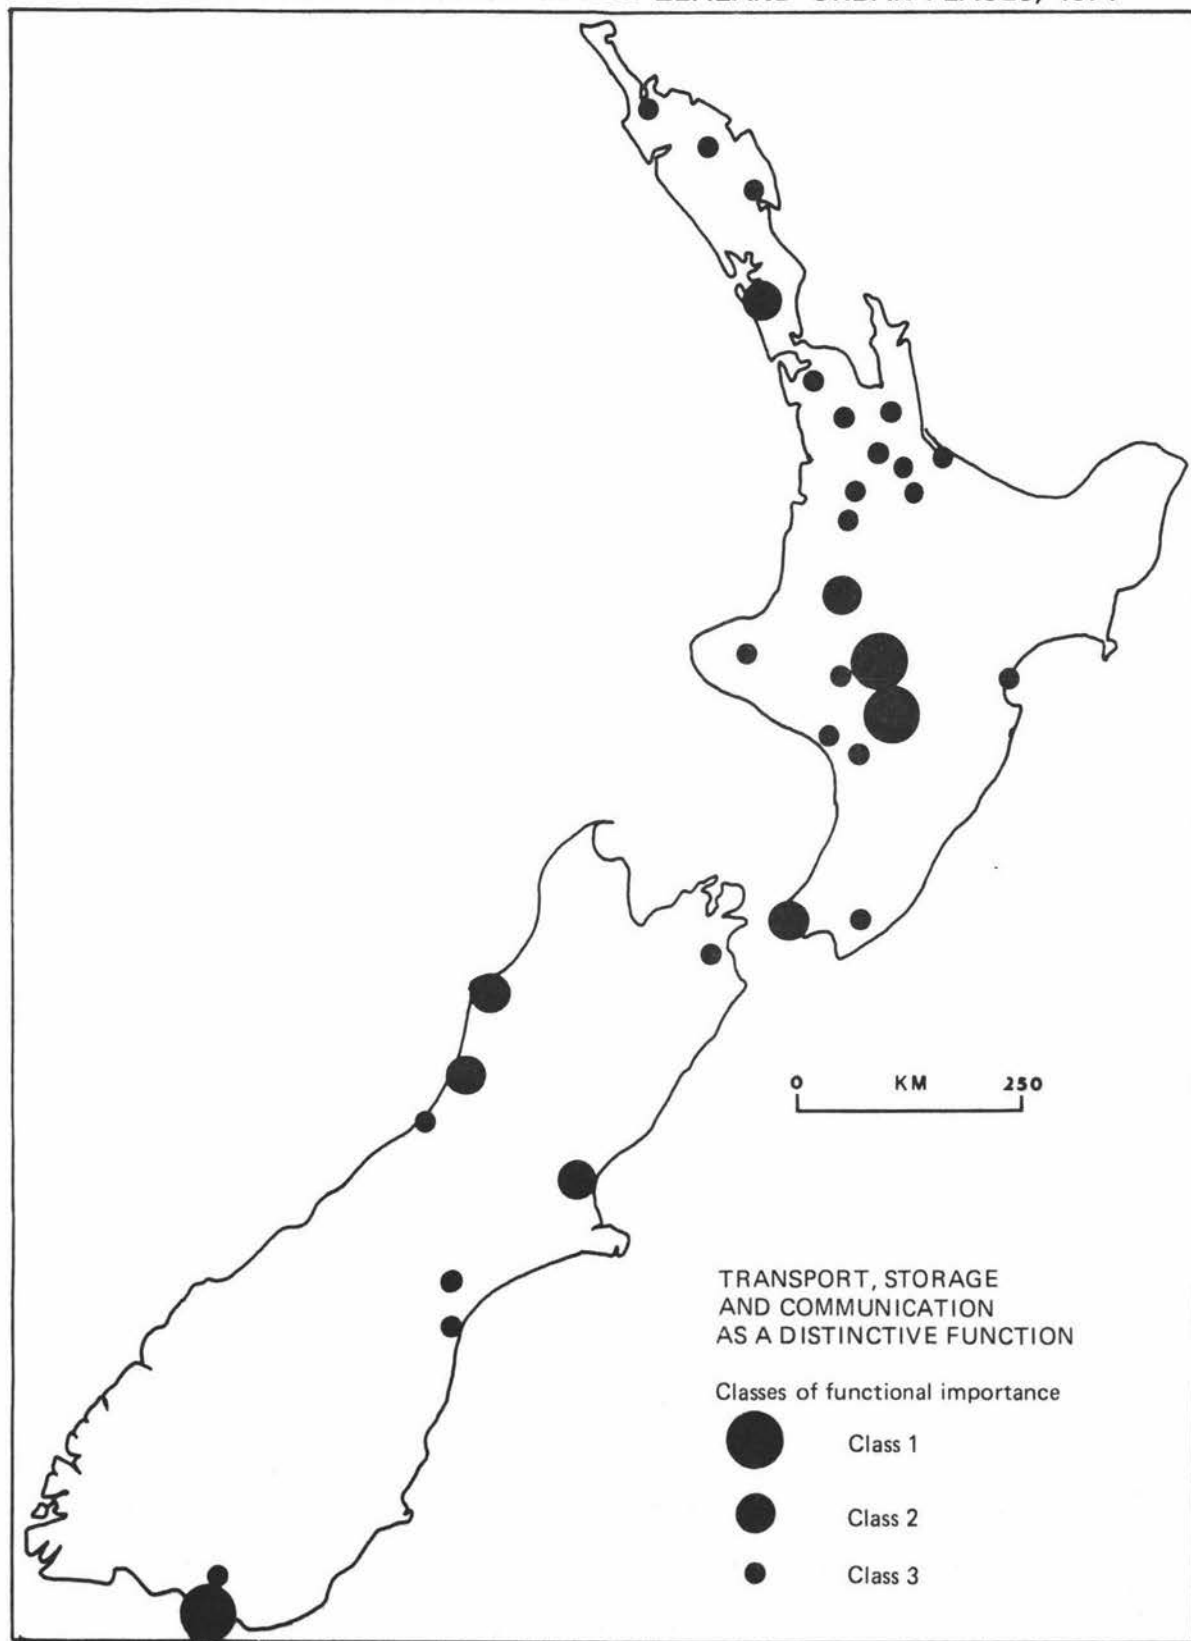 0 KM 250
TRANSPORT, STORAGE
AND COMMUNICATION
AS A DISTINCTIVE FUNCTION
Classes of functional importance
Class 1
Class 2
Class 3